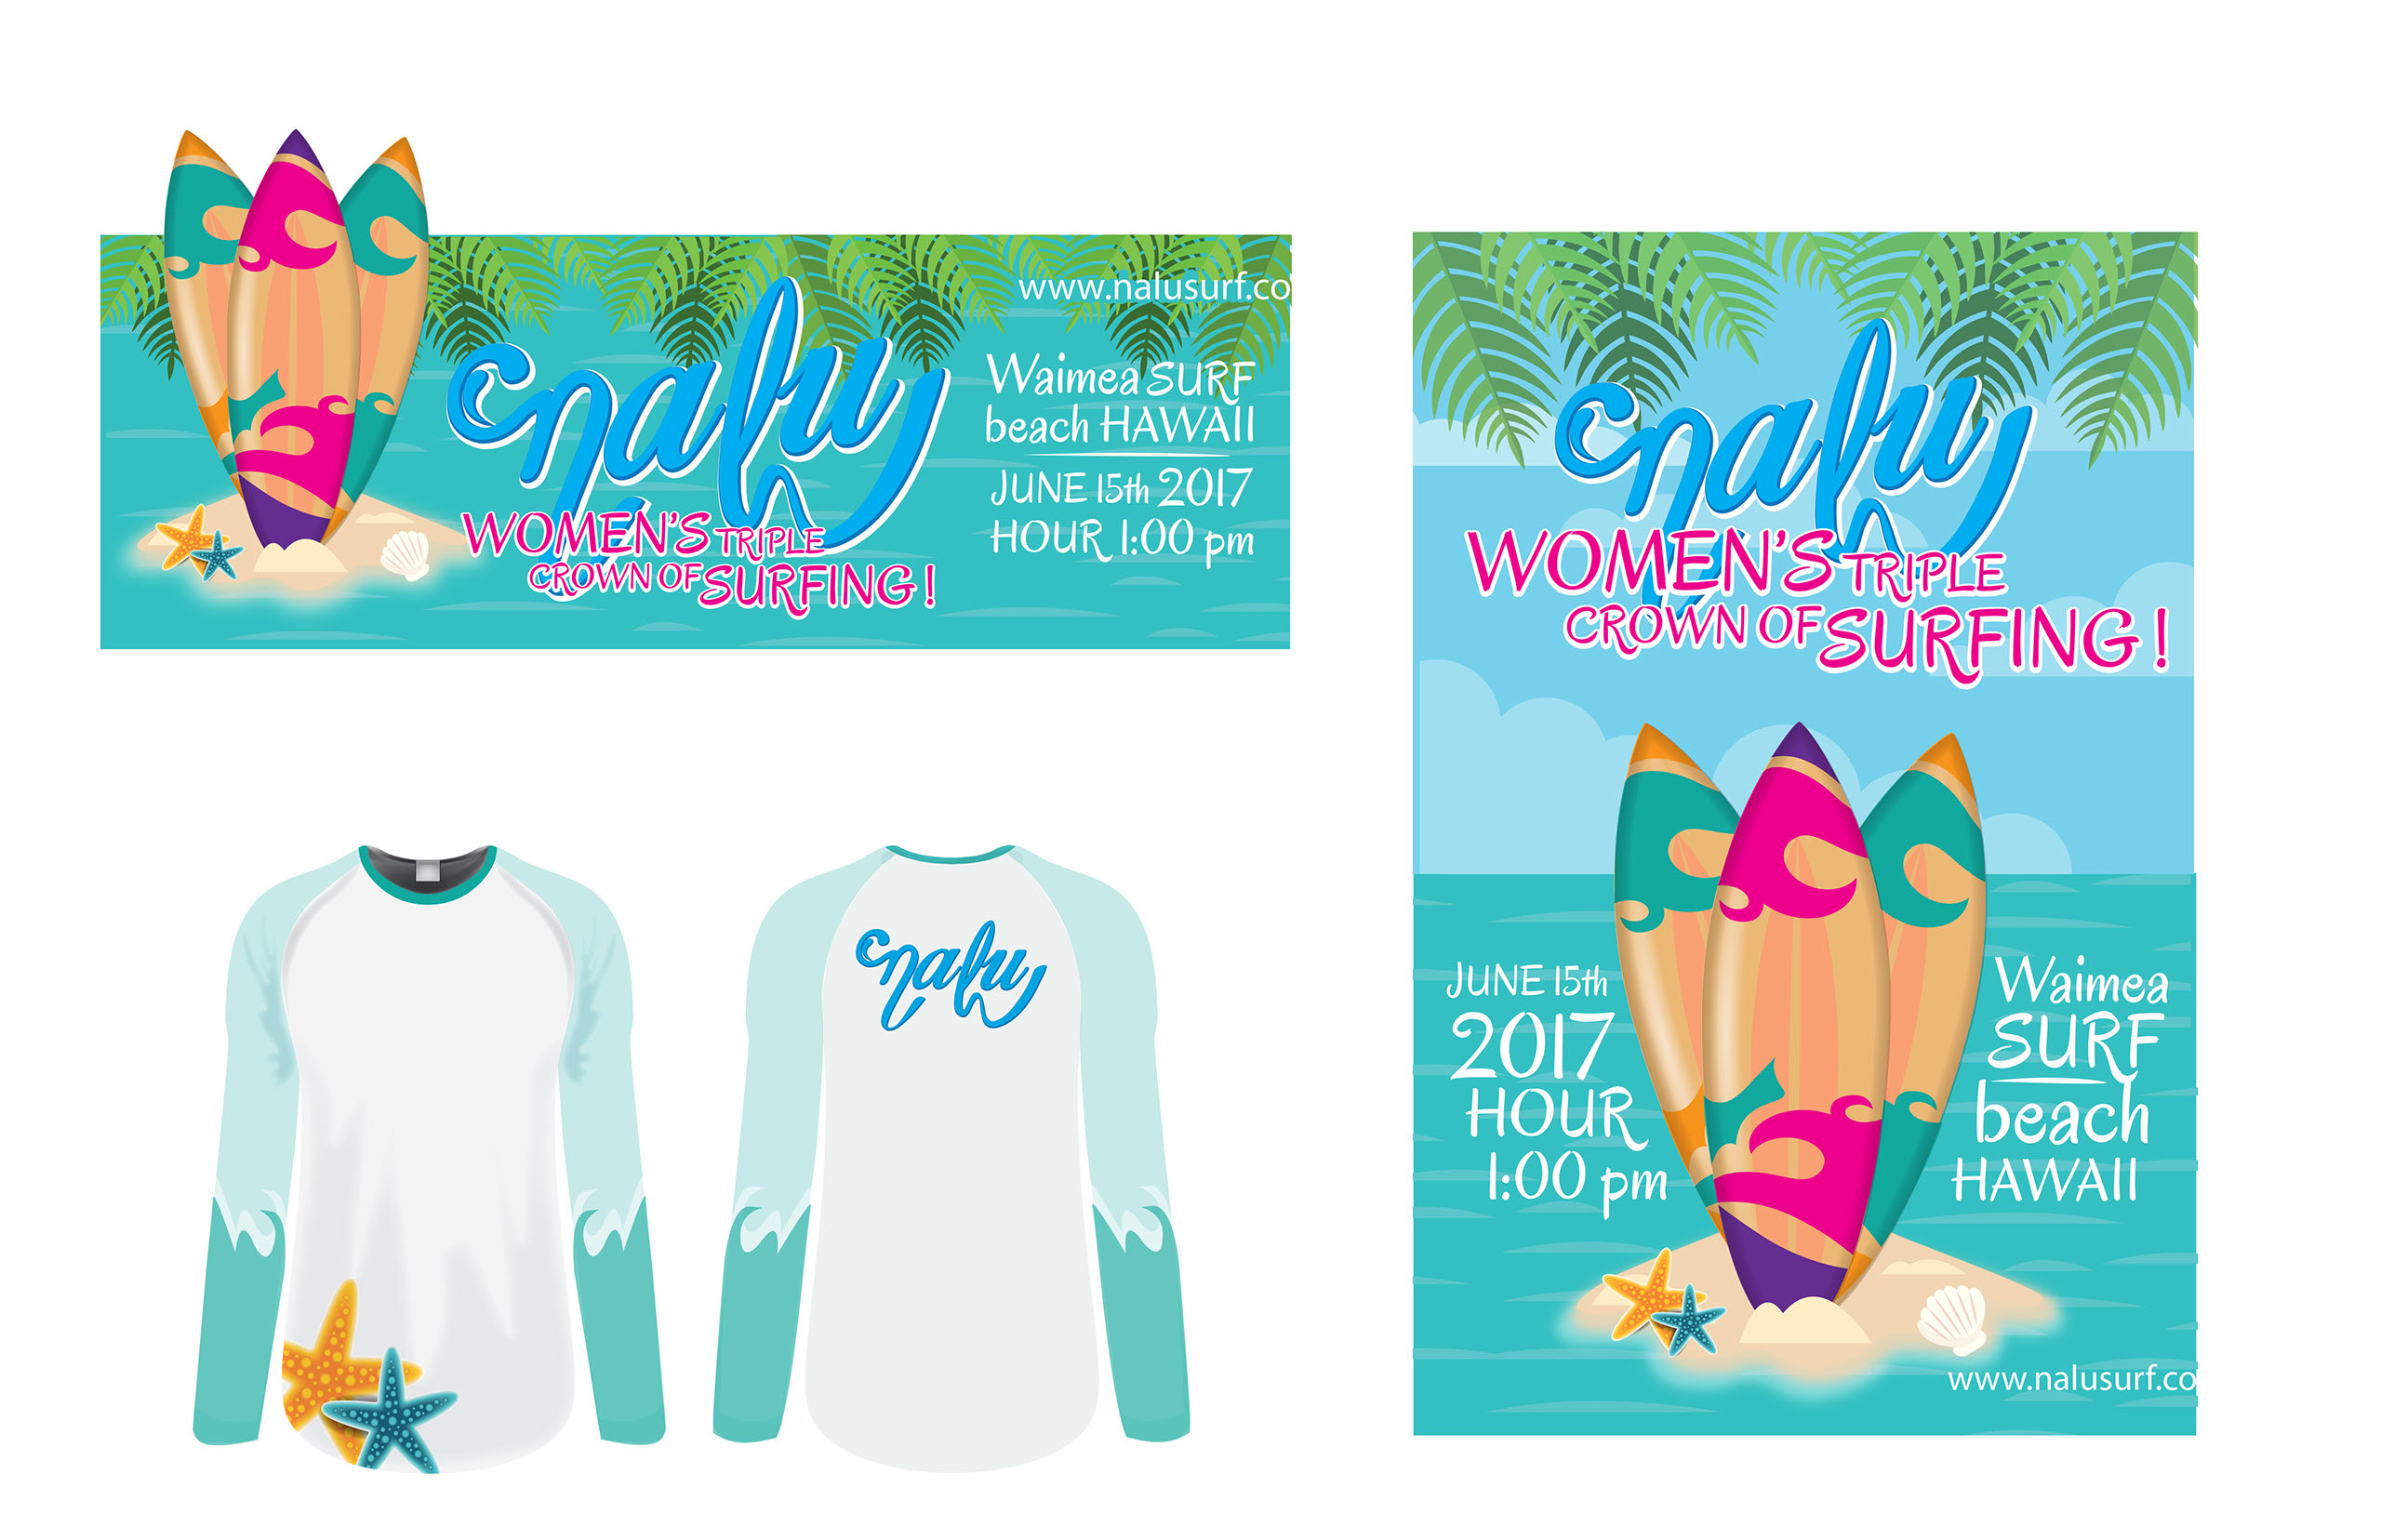 www.nalusurf.co
nalu
WOMEN'S TRIPLE
CROWN OF SURFING!
Waimea SURF
beach HAWAII
JUNE 15th 2017
HOUR 1:00 pm
nalu
WOMEN'S TRIPLE
CROWN OF SURFING!
JUNE 15th
2017
HOUR
1:00 pm
Waimea
SURF
beach
HAWAII
www.nalusurf.co
nalu